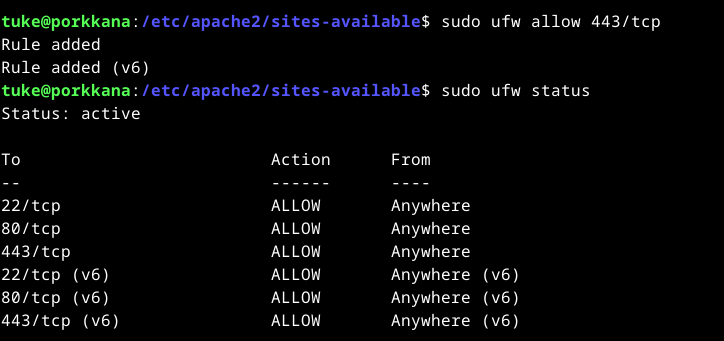 tuke@porkkana:/etc/apache2/sites-available$ sudo ufw allow 443/tcp
Rule added
Rule added (v6)
tuke@porkkana:/etc/apache2/sites-available$ sudo ufw status
Status: active

To                         Action      From
--                         ------      ----
22/tcp                     ALLOW       Anywhere
80/tcp                     ALLOW       Anywhere
443/tcp                    ALLOW       Anywhere
22/tcp (v6)                ALLOW       Anywhere (v6)
80/tcp (v6)                ALLOW       Anywhere (v6)
443/tcp (v6)               ALLOW       Anywhere (v6)